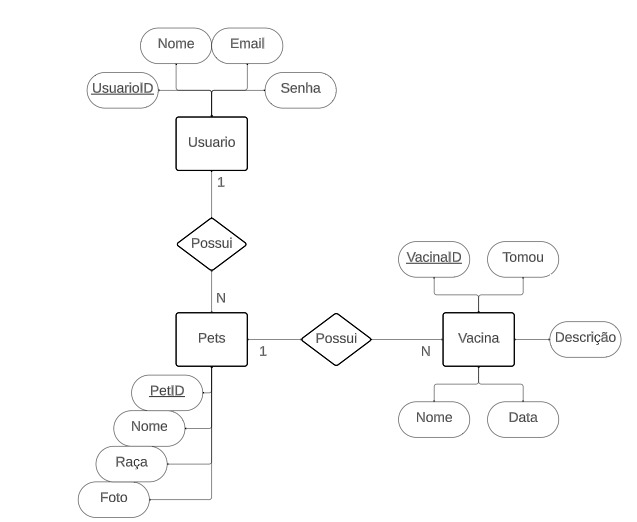 Nome
Email
UsuarioID
Senha
Usuario
1
Possui
N
VacinaID
Tomou
Pets
1
Possui
N
Vacina
Descrição
PetID
Nome
Nome
Data
Raça
Foto